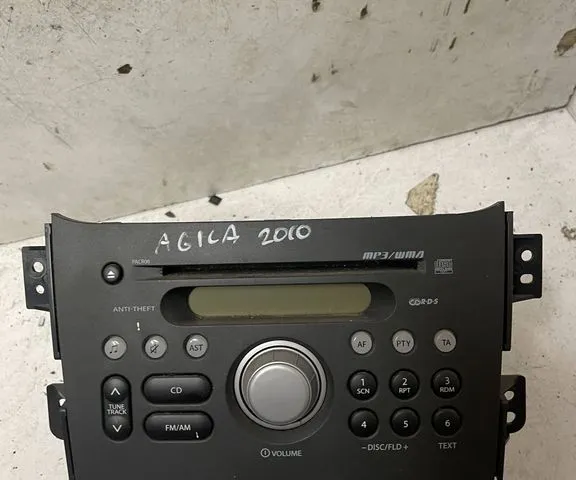 AGILA 2010
PACR06
MP3/WMA
ANTI-THEFT
R·D·S
AST
AF
PTY
TA
TUNE
TRACK
CD
FM/AM
1
SCN
2
RPT
3
RDM
4
5
6
VOLUME
−DISC/FLD+
TEXT